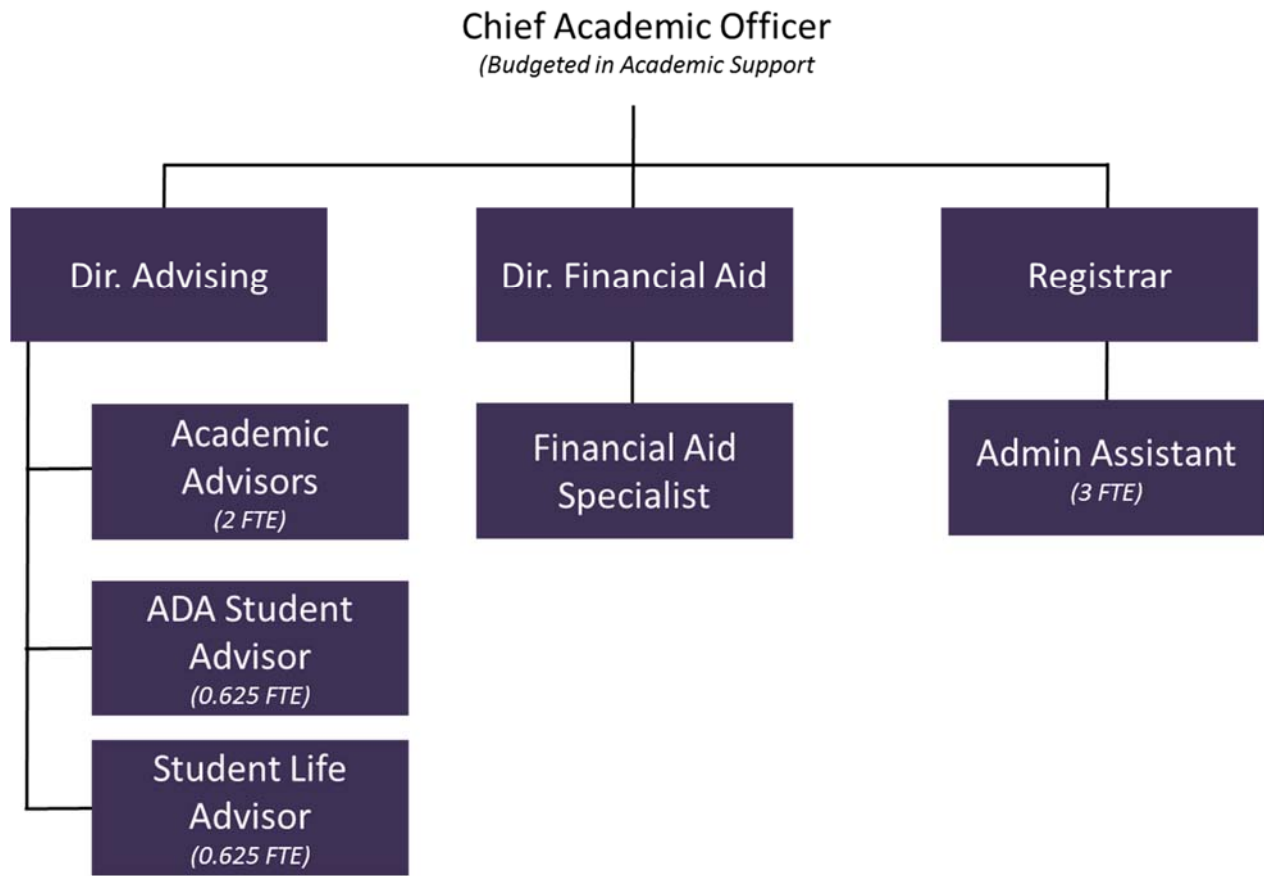 Chief Academic Officer
(Budgeted in Academic Support
Dir. Advising
Dir. Financial Aid
Registrar
Academic
Advisors
(2 FTE)
Financial Aid
Specialist
Admin Assistant
(3 FTE)
ADA Student
Advisor
(0.625 FTE)
Student Life
Advisor
(0.625 FTE)